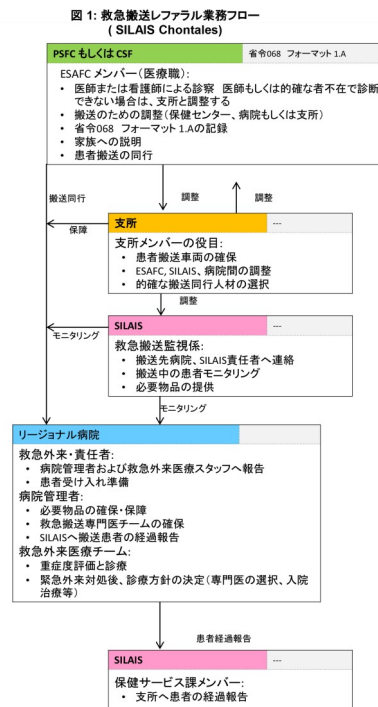 図 1: 救急搬送レファラル業務フロー
( SILAIS Chontales)
PSFC もしくは CSF
省令068 フォーマット 1.A
ESAFC メンバー(医療職):
• 医師または看護師による診察 医師もしくは的確な者不在で診断
できない場合は、支所と調整する
• 搬送のための調整(保健センター、病院もしくは支所)
• 省令068 フォーマット 1.Aの記録
• 家族への説明
• 患者搬送の同行
搬送同行
調整
調整
保障
支所
---
支所メンバーの役目:
• 患者搬送車両の確保
• ESAFC, SILAIS、病院間の調整
• 的確な搬送同行人材の選択
調整
モニタリング
SILAIS
---
救急搬送監視係:
• 搬送先病院、SILAIS責任者へ連絡
• 搬送中の患者モニタリング
• 必要物品の提供
モニタリング
リージョナル病院
救急外来・責任者:
• 病院管理者および救急外来医療スタッフへ報告
• 患者受け入れ準備
病院管理者:
• 必要物品の確保・保障
• 救急搬送専門医チームの確保
• SILAISへ搬送患者の経過報告
救急外来医療チーム:
• 重症度評価と診療
• 緊急外来対処後、診療方針の決定(専門医の選択、入院
治療等)
患者経過報告
SILAIS
---
保健サービス課メンバー:
• 支所へ患者の経過報告